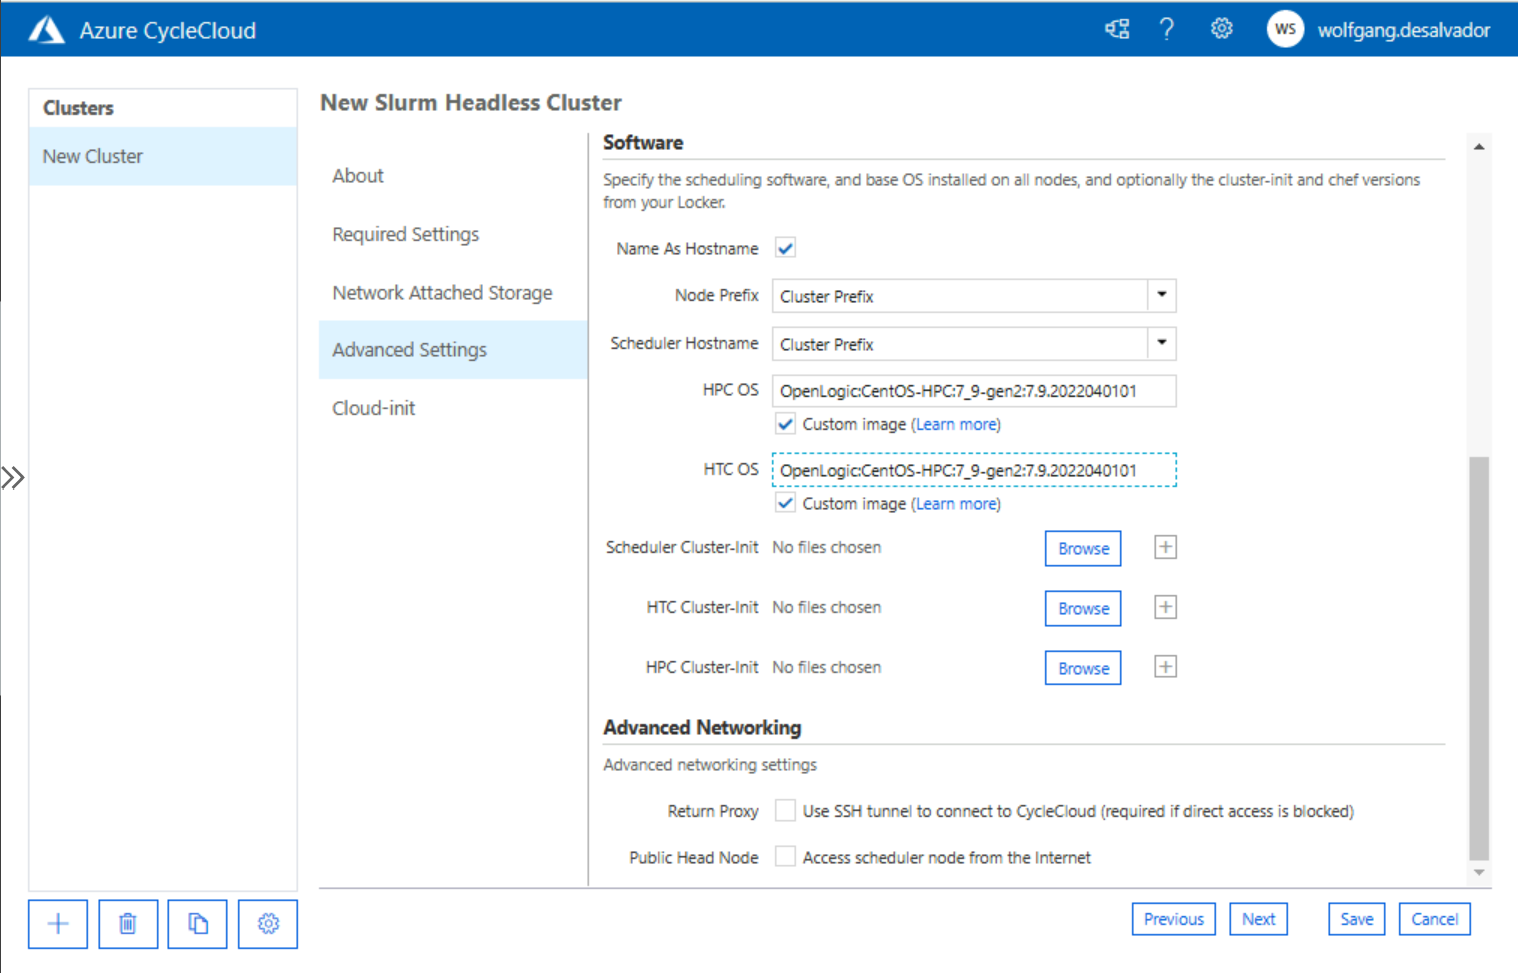 Azure CycleCloud
? WS wolfgang.desalvador
Clusters
New Cluster
New Slurm Headless Cluster
About
Required Settings
Network Attached Storage
Advanced Settings
Cloud-init
Software
Specify the scheduling software, and base OS installed on all nodes, and optionally the cluster-init and chef versions
from your Locker.
Name As Hostname
Node Prefix Cluster Prefix
Scheduler Hostname Cluster Prefix
HPC OS OpenLogic:CentOS-HPC:7_9-gen2:7.9.2022040101
Custom image (Learn more)
HTC OS OpenLogic:CentOS-HPC:7_9-gen2:7.9.2022040101
Custom image (Learn more)
Scheduler Cluster-Init No files chosen Browse
HTC Cluster-Init No files chosen Browse
HPC Cluster-Init No files chosen Browse
Advanced Networking
Advanced networking settings
Return Proxy Use SSH tunnel to connect to CycleCloud (required if direct access is blocked)
Public Head Node Access scheduler node from the Internet
Previous Next Save Cancel